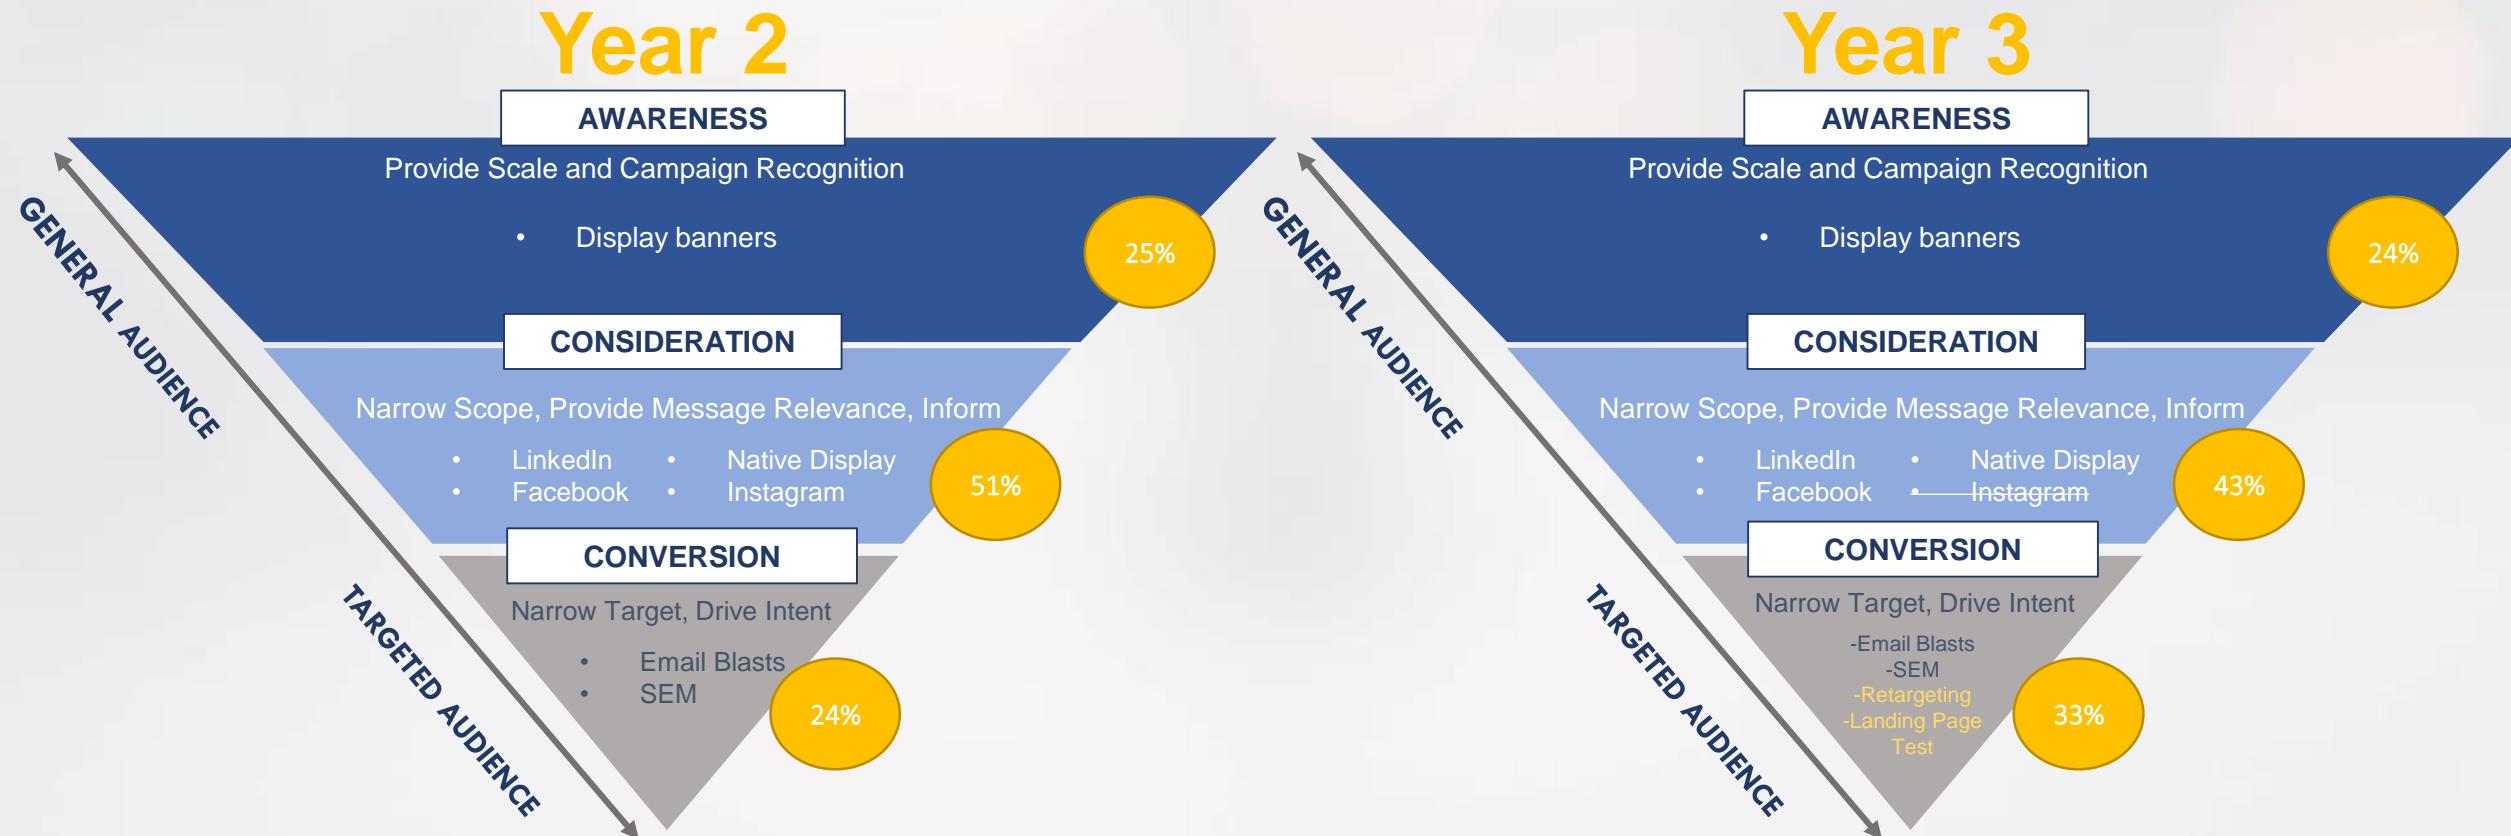 Year 2
AWARENESS
Provide Scale and Campaign Recognition
• Display banners
25%
CONSIDERATION
Narrow Scope, Provide Message Relevance, Inform
• LinkedIn • Native Display
• Facebook • Instagram
51%
CONVERSION
Narrow Target, Drive Intent
• Email Blasts
• SEM
24%
GENERAL AUDIENCE
TARGETED AUDIENCE
Year 3
AWARENESS
Provide Scale and Campaign Recognition
• Display banners
24%
CONSIDERATION
Narrow Scope, Provide Message Relevance, Inform
• LinkedIn • Native Display
• Facebook • Instagram
43%
CONVERSION
Narrow Target, Drive Intent
-Email Blasts
-SEM
-Retargeting
-Landing Page
Test
33%
GENERAL AUDIENCE
TARGETED AUDIENCE